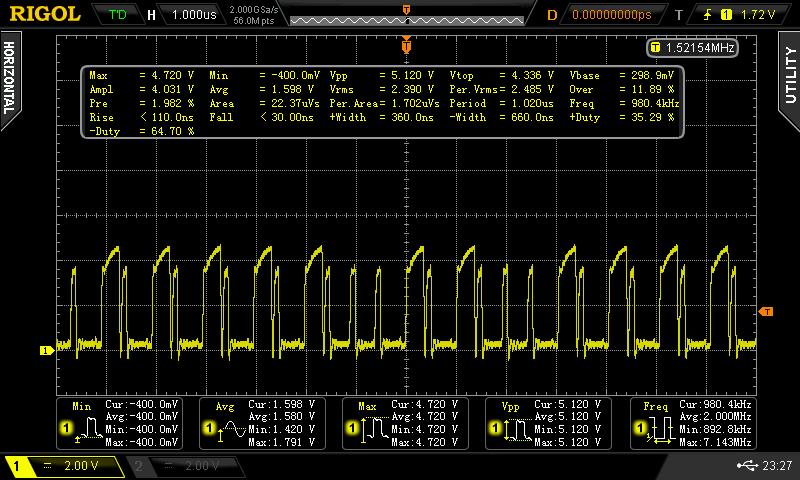 RIGOL T'D H 1.000us 2.000GSa/s 56.0M pts D 0.00000000ps T 1 1.72 V
HORIZONTAL
UTILITY
T
T 1.52154MHz
Max = 4.720 V Min = -400.0mV Vpp = 5.120 V Vtop = 4.336 V Vbase = 298.9mV
Ampl = 4.031 V Avg = 1.598 V Vrms = 2.390 V Per.Vrms= 2.485 V Over = 11.89 %
Pre = 1.982 % Area = 22.37uVs Per.Area= 1.702uVs Period = 1.020us Freq = 980.4kHz
Rise < 110.0ns Fall < 30.00ns +Width = 360.0ns -Width = 660.0ns +Duty = 35.29 %
-Duty = 64.70 %
T
1
Min Cur:-400.0mV
Avg:-400.0mV
1 Min:-400.0mV
Max:-400.0mV
Avg Cur:1.598 V
Avg:1.580 V
1 Min:1.420 V
Max:1.791 V
Max Cur:4.720 V
Avg:4.720 V
1 Min:4.720 V
Max:4.720 V
Vpp Cur:5.120 V
Avg:5.120 V
1 Min:5.120 V
Max:5.120 V
Freq Cur:980.4kHz
Avg:2.000MHz
1 Min:892.8kHz
Max:7.143MHz
1 2.00 V 2 2.00 V 23:27